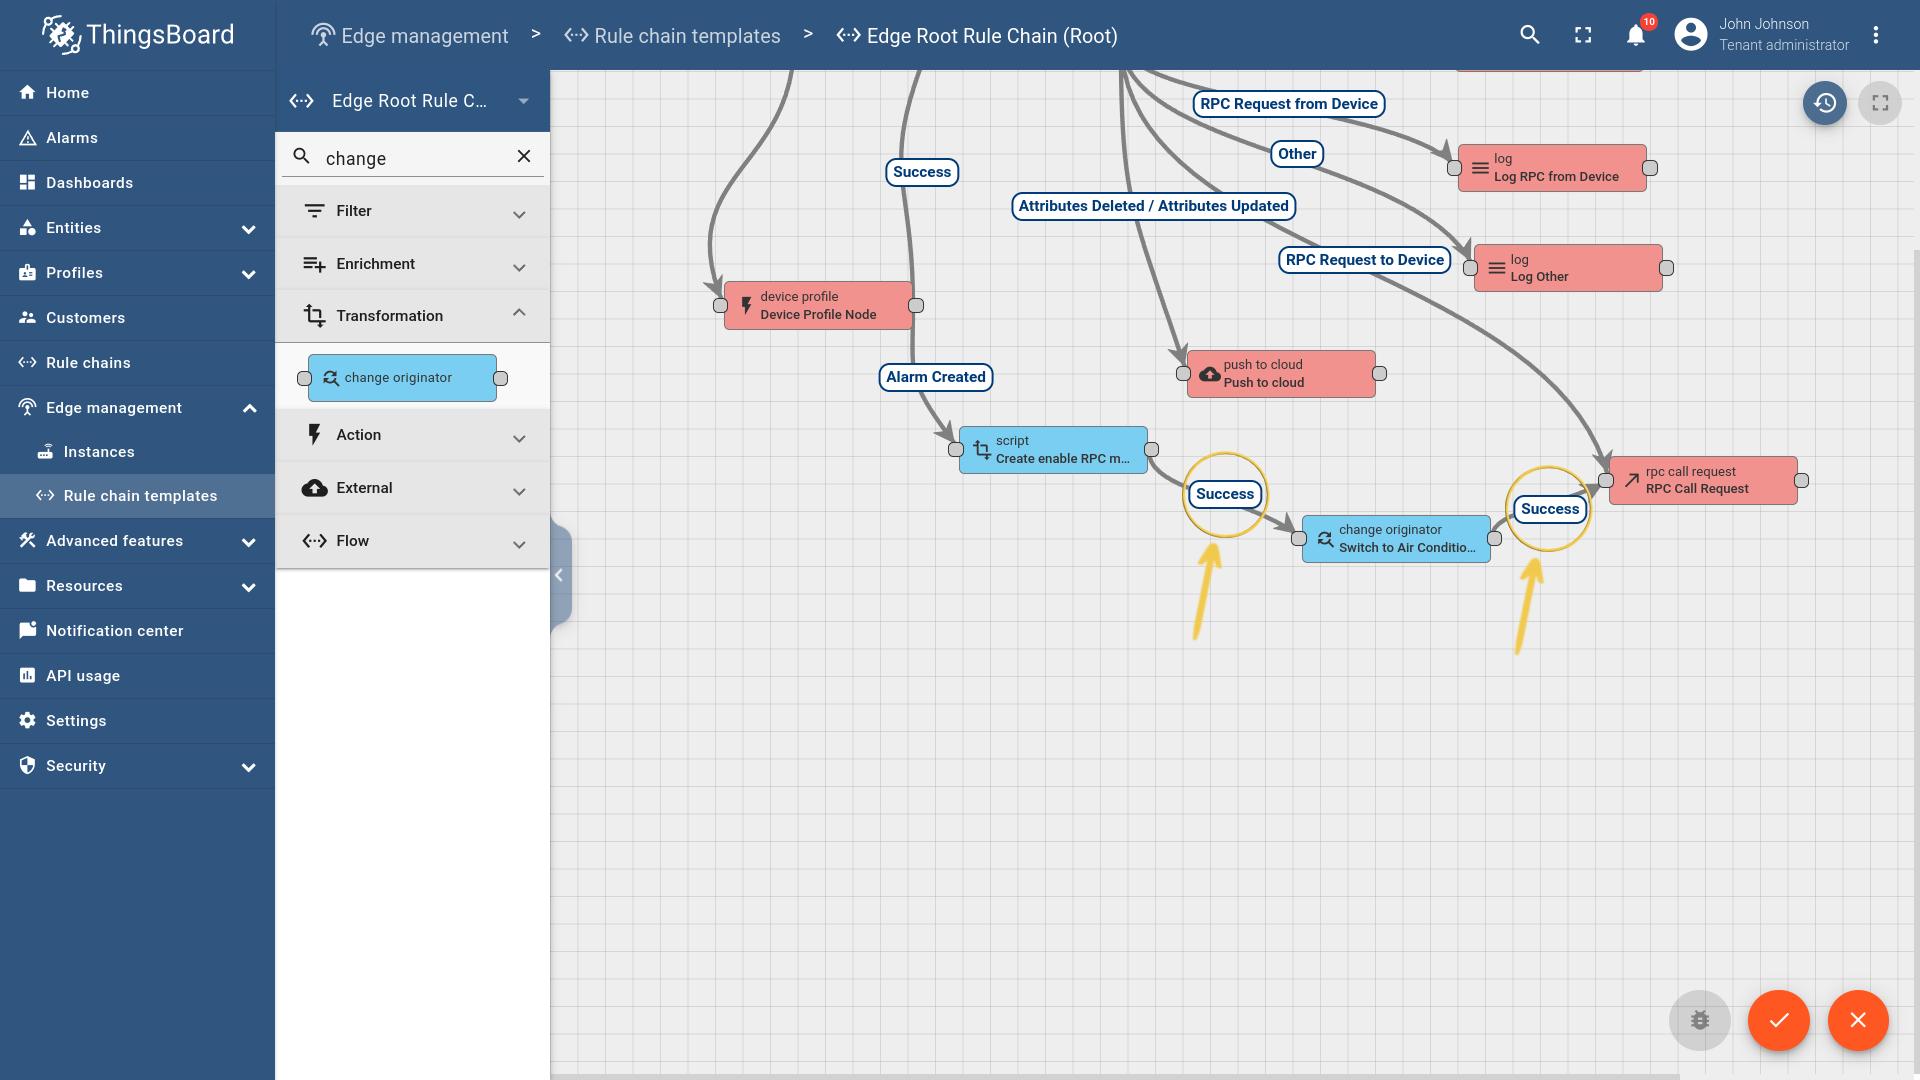 ThingsBoard
Edge management > Rule chain templates > Edge Root Rule Chain (Root)
10
John Johnson
Tenant administrator
Home
Alarms
Dashboards
Entities
Profiles
Customers
Rule chains
Edge management
Instances
Rule chain templates
Advanced features
Resources
Notification center
API usage
Settings
Security
Edge Root Rule C...
change
Filter
Enrichment
Transformation
change originator
Action
External
Flow
RPC Request from Device
Other
Success
Attributes Deleted / Attributes Updated
RPC Request to Device
log
Log RPC from Device
log
Log Other
device profile
Device Profile Node
Alarm Created
push to cloud
Push to cloud
script
Create enable RPC m...
Success
change originator
Switch to Air Conditio...
Success
rpc call request
RPC Call Request